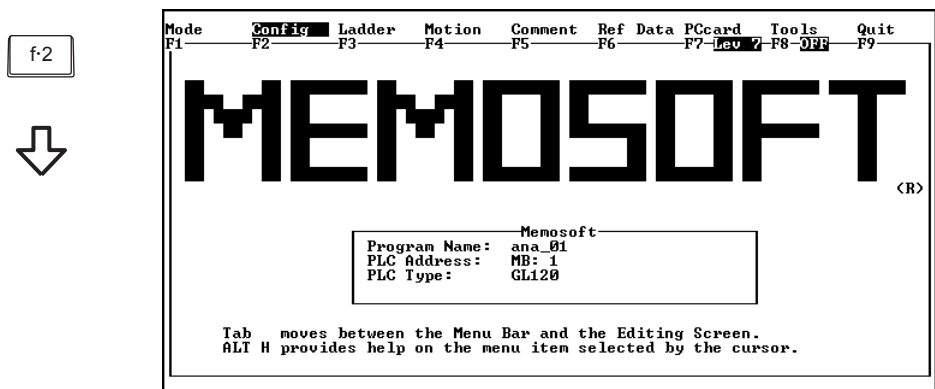 f·2
Mode Config Ladder Motion Comment Ref Data PCcard Tools Quit
F1 F2 F3 F4 F5 F6 F7 Lev 7 F8 OFF F9
MEMOSOFT
(R)
Memosoft
Program Name: ana_01
PLC Address: MB: 1
PLC Type: GL120
Tab moves between the Menu Bar and the Editing Screen.
ALT H provides help on the menu item selected by the cursor.